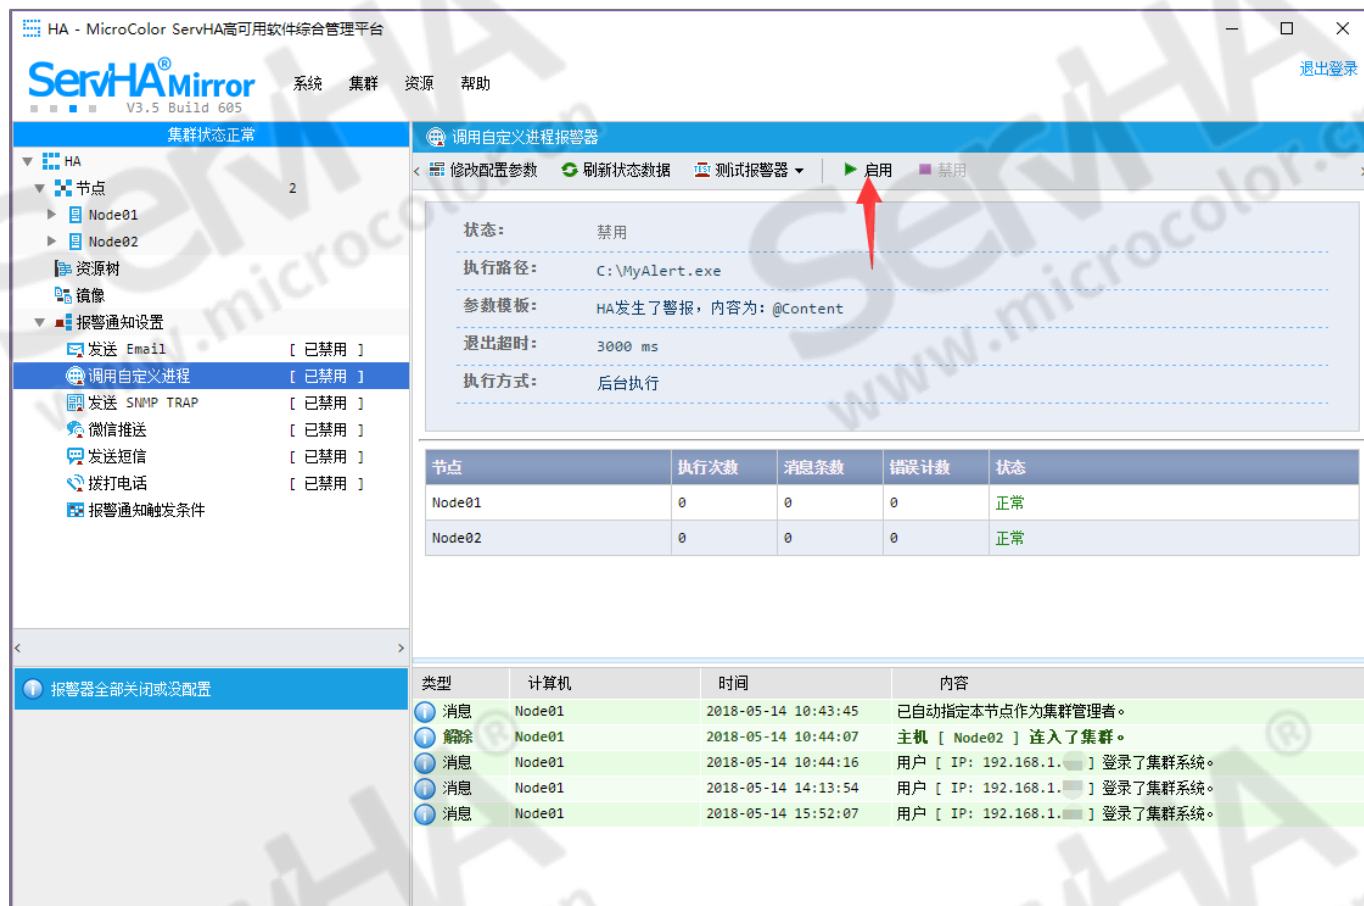 HA - MicroColor ServHA高可用软件综合管理平台
ServHA® Mirror
V3.5 Build 605
系统 集群 资源 帮助
退出登录
集群状态正常
HA
节点 2
Node01
Node02
资源树
镜像
报警通知设置
发送 Email [ 已禁用 ]
调用自定义进程 [ 已禁用 ]
发送 SNMP TRAP [ 已禁用 ]
微信推送 [ 已禁用 ]
发送短信 [ 已禁用 ]
拨打电话 [ 已禁用 ]
报警通知触发条件
报警器全部关闭或没配置
调用自定义进程报警器
修改配置参数 刷新状态数据 TEST 测试报警器 启用 禁用
状态: 禁用
执行路径: C:\MyAlert.exe
参数模板: HA发生了警报，内容为：@Content
退出超时: 3000 ms
执行方式: 后台执行
节点 执行次数 消息条数 错误计数 状态
Node01 0 0 0 正常
Node02 0 0 0 正常
类型 计算机 时间 内容
消息 Node01 2018-05-14 10:43:45 已自动指定本节点作为集群管理者。
解除 Node01 2018-05-14 10:44:07 主机 [ Node02 ] 连入了集群。
消息 Node01 2018-05-14 10:44:16 用户 [ IP: 192.168.1. ] 登录了集群系统。
消息 Node01 2018-05-14 14:13:54 用户 [ IP: 192.168.1. ] 登录了集群系统。
消息 Node01 2018-05-14 15:52:07 用户 [ IP: 192.168.1. ] 登录了集群系统。
ServHA
www.microcolor.cn
ServHA
www.microcolor.cn
ServHA®
ServHA®